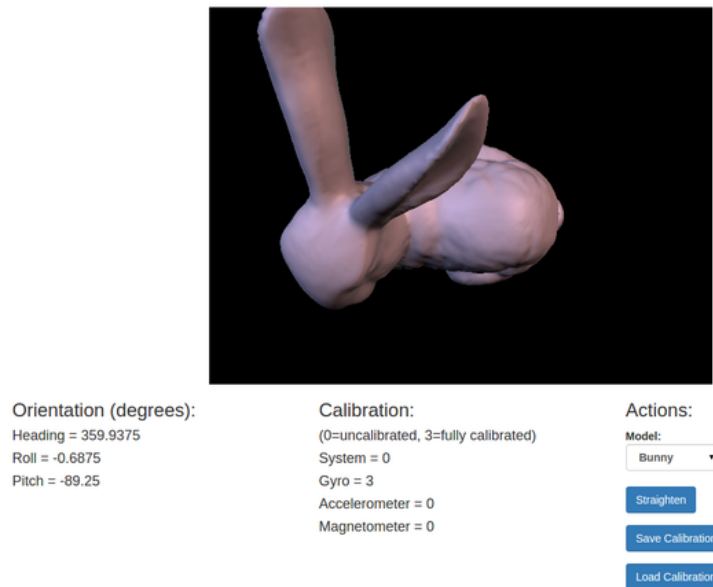 Orientation (degrees):
Heading = 359.9375
Roll = -0.6875
Pitch = -89.25
Calibration:
(0=uncalibrated, 3=fully calibrated)
System = 0
Gyro = 3
Accelerometer = 0
Magnetometer = 0
Actions:
Model:
Bunny
Straighten
Save Calibration
Load Calibration